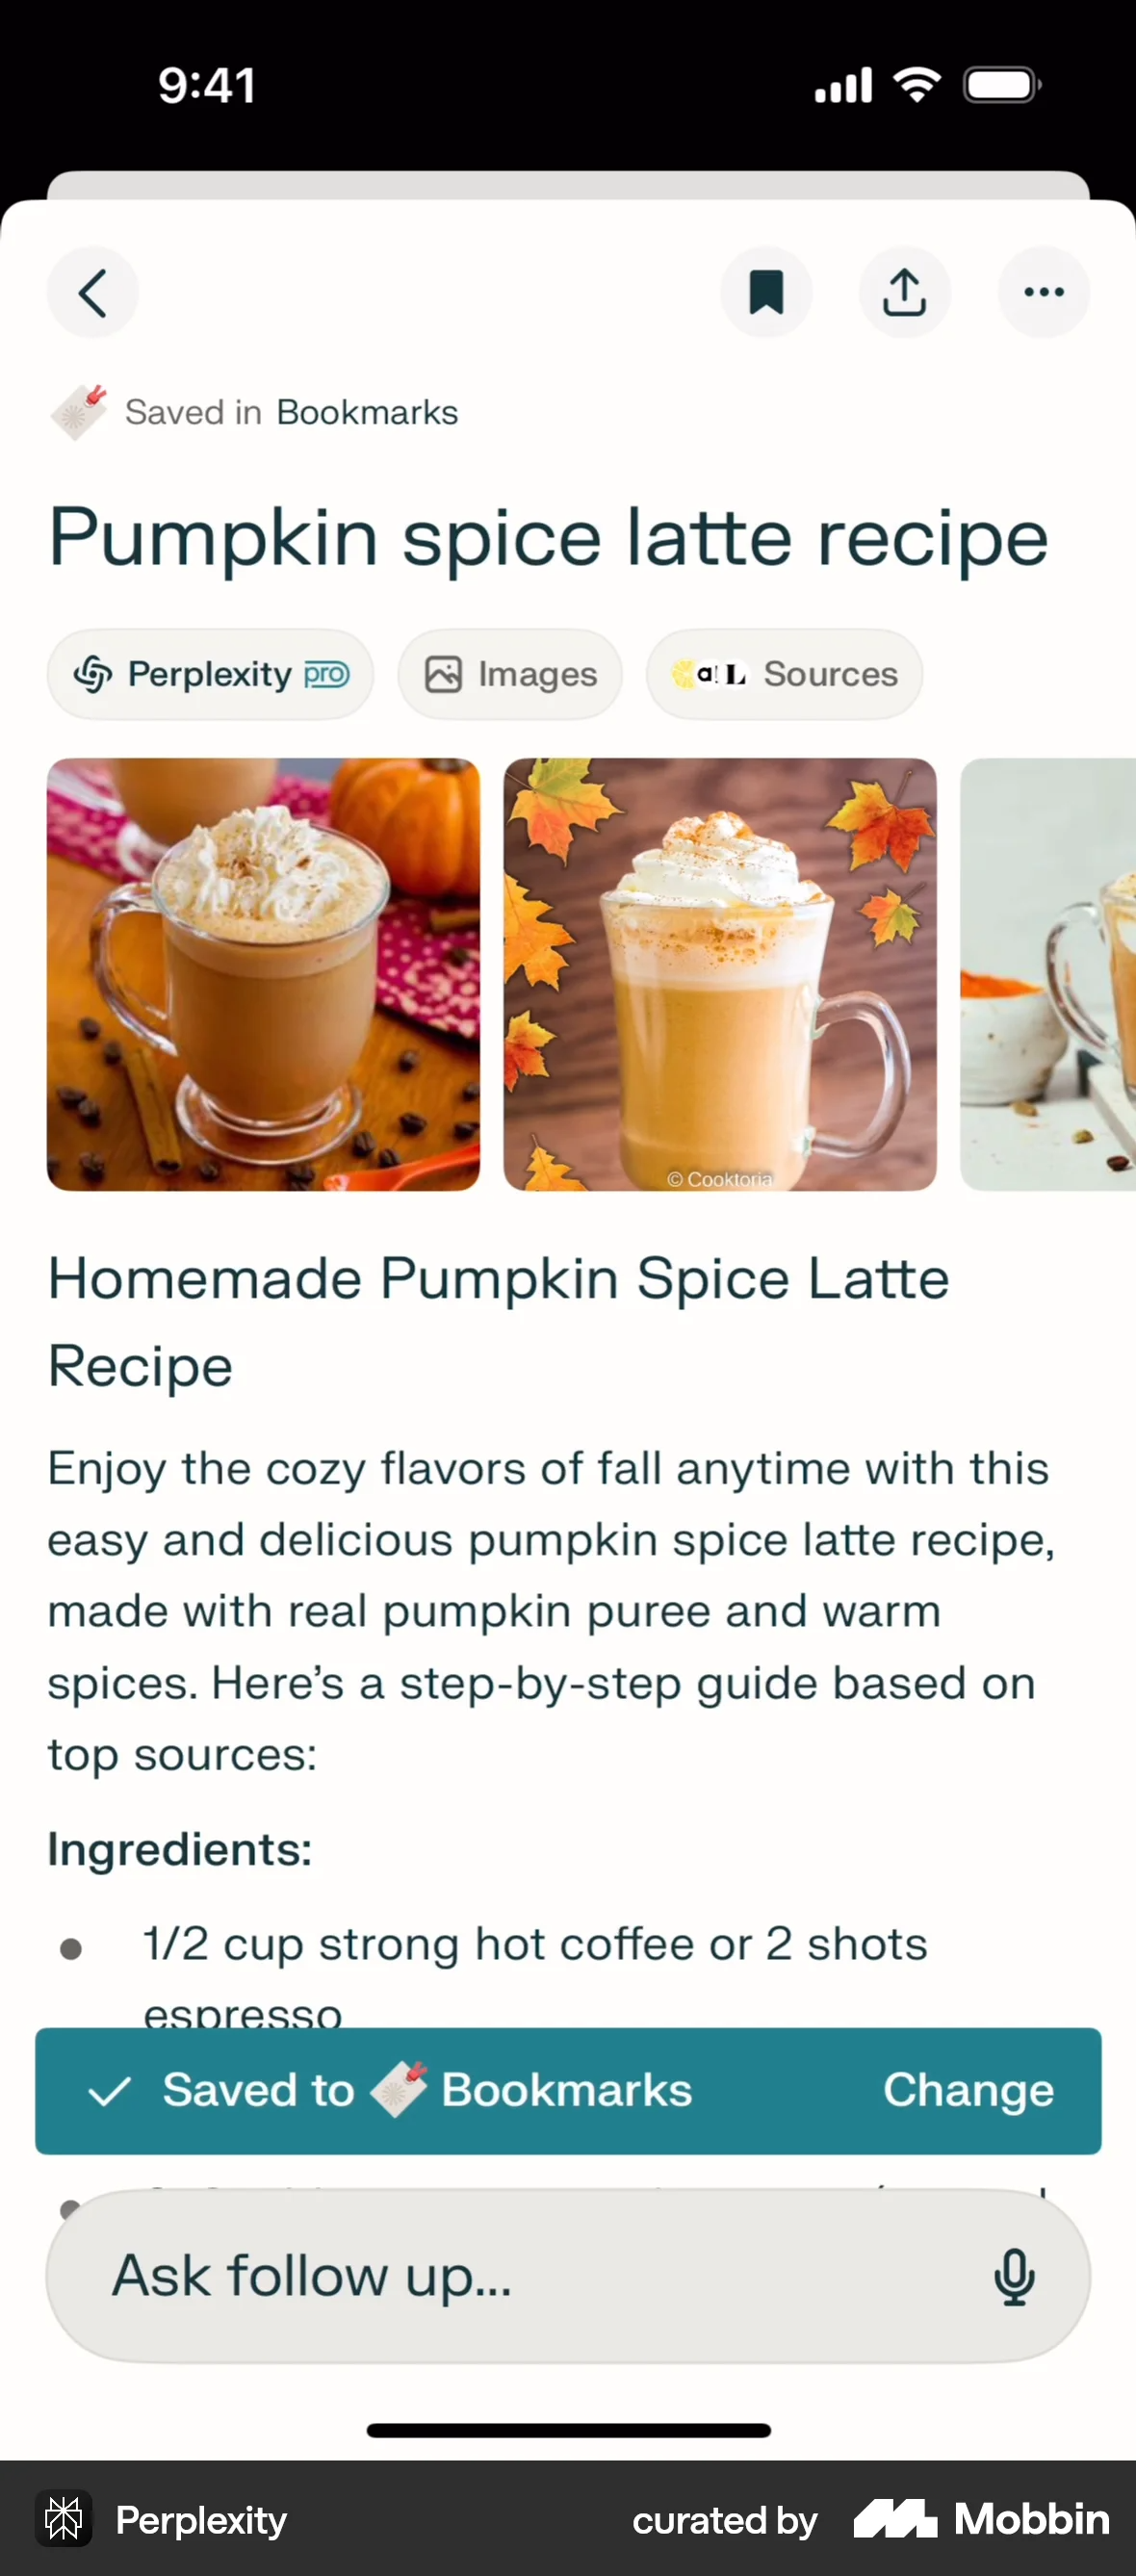 9:41
Saved in Bookmarks
Pumpkin spice latte recipe
Perplexity pro
Images
a! L Sources
© Cooktoria
Homemade Pumpkin Spice Latte
Recipe
Enjoy the cozy flavors of fall anytime with this
easy and delicious pumpkin spice latte recipe,
made with real pumpkin puree and warm
spices. Here’s a step-by-step guide based on
top sources:
Ingredients:
1/2 cup strong hot coffee or 2 shots
espresso
Saved to Bookmarks
Change
Ask follow up...
Perplexity
curated by Mobbin